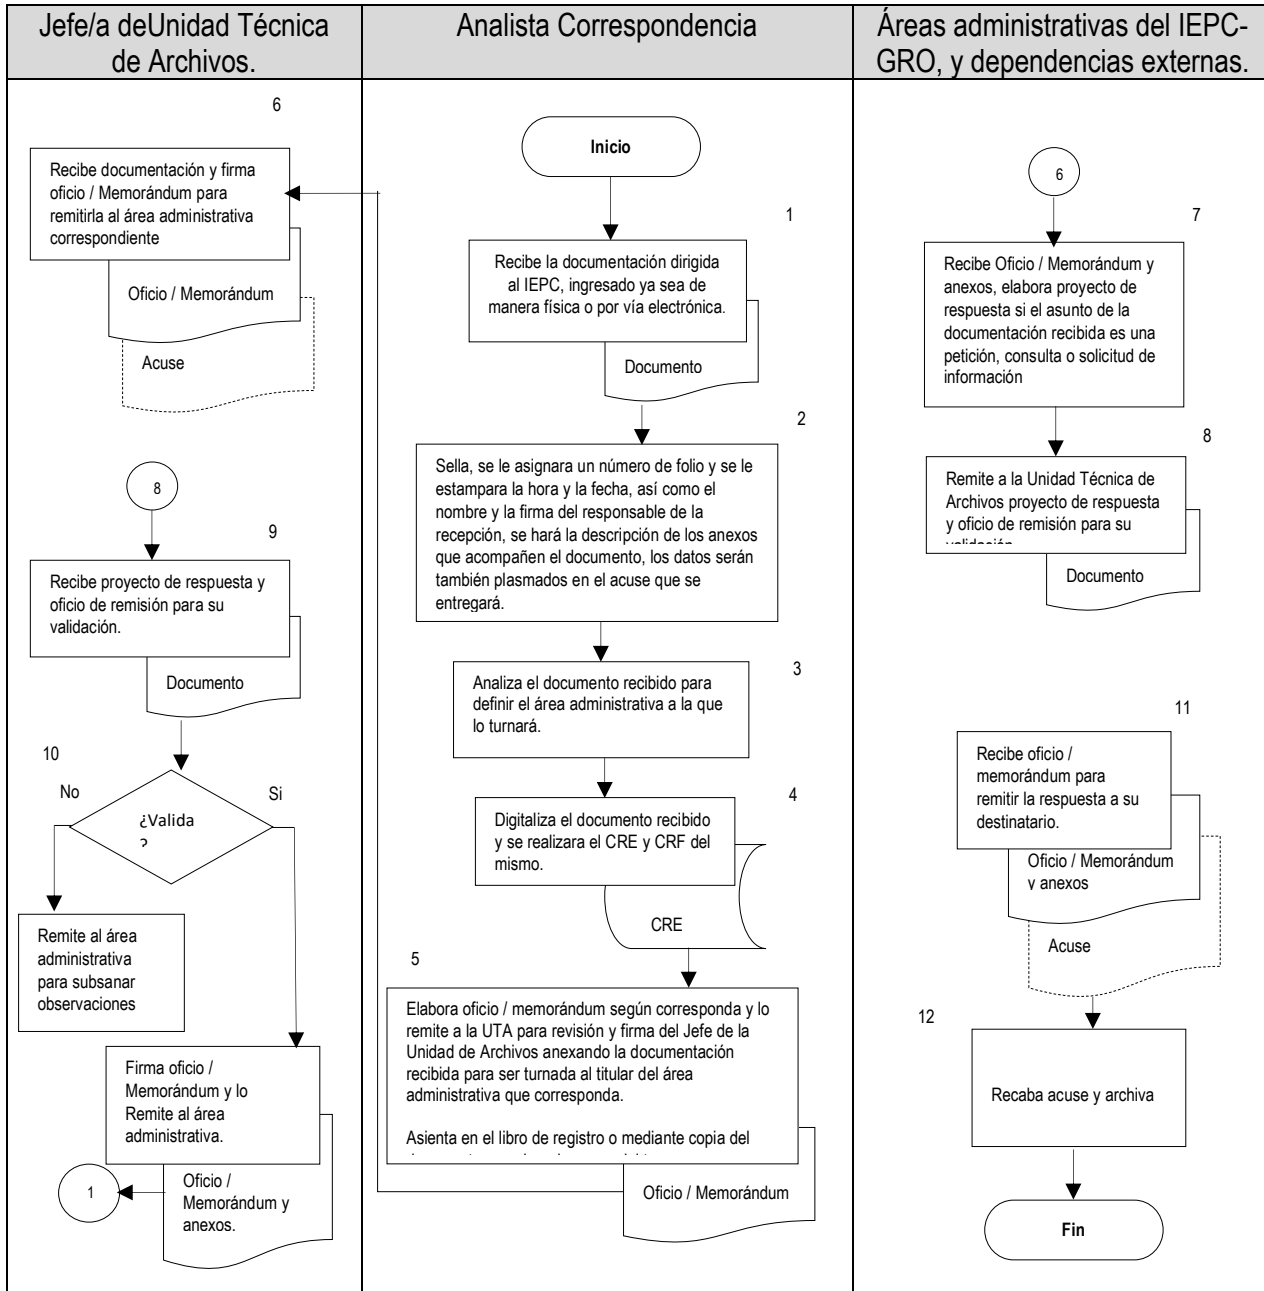 Jefe/a deUnidad Técnica
de Archivos.
Analista Correspondencia
Áreas administrativas del IEPC-
GRO, y dependencias externas.
6
Recibe documentación y firma
oficio / Memorándum para
remitirla al área administrativa
correspondiente
Oficio / Memorándum
Acuse
8
9
Recibe proyecto de respuesta y
oficio de remisión para su
validación.
Documento
10
No
Si
¿Valida
?
Remite al área
administrativa
para subsanar
observaciones
Firma oficio /
Memorándum y lo
Remite al área
administrativa.
Oficio /
Memorándum y
anexos.
1
Inicio
1
Recibe la documentación dirigida
al IEPC, ingresado ya sea de
manera física o por vía electrónica.
Documento
2
Sella, se le asignara un número de folio y se le
estampara la hora y la fecha, así como el
nombre y la firma del responsable de la
recepción, se hará la descripción de los anexos
que acompañen el documento, los datos serán
también plasmados en el acuse que se
entregará.
3
Analiza el documento recibido para
definir el área administrativa a la que
lo turnará.
4
Digitaliza el documento recibido
y se realizara el CRE y CRF del
mismo.
CRE
5
Elabora oficio / memorándum según corresponda y lo
remite a la UTA para revisión y firma del Jefe de la
Unidad de Archivos anexando la documentación
recibida para ser turnada al titular del área
administrativa que corresponda.
Asienta en el libro de registro o mediante copia del
Oficio / Memorándum
6
7
Recibe Oficio / Memorándum y
anexos, elabora proyecto de
respuesta si el asunto de la
documentación recibida es una
petición, consulta o solicitud de
información
8
Remite a la Unidad Técnica de
Archivos proyecto de respuesta
y oficio de remisión para su
validación
Documento
11
Recibe oficio /
memorándum para
remitir la respuesta a su
destinatario.
Oficio / Memorándum
y anexos
Acuse
12
Recaba acuse y archiva
Fin